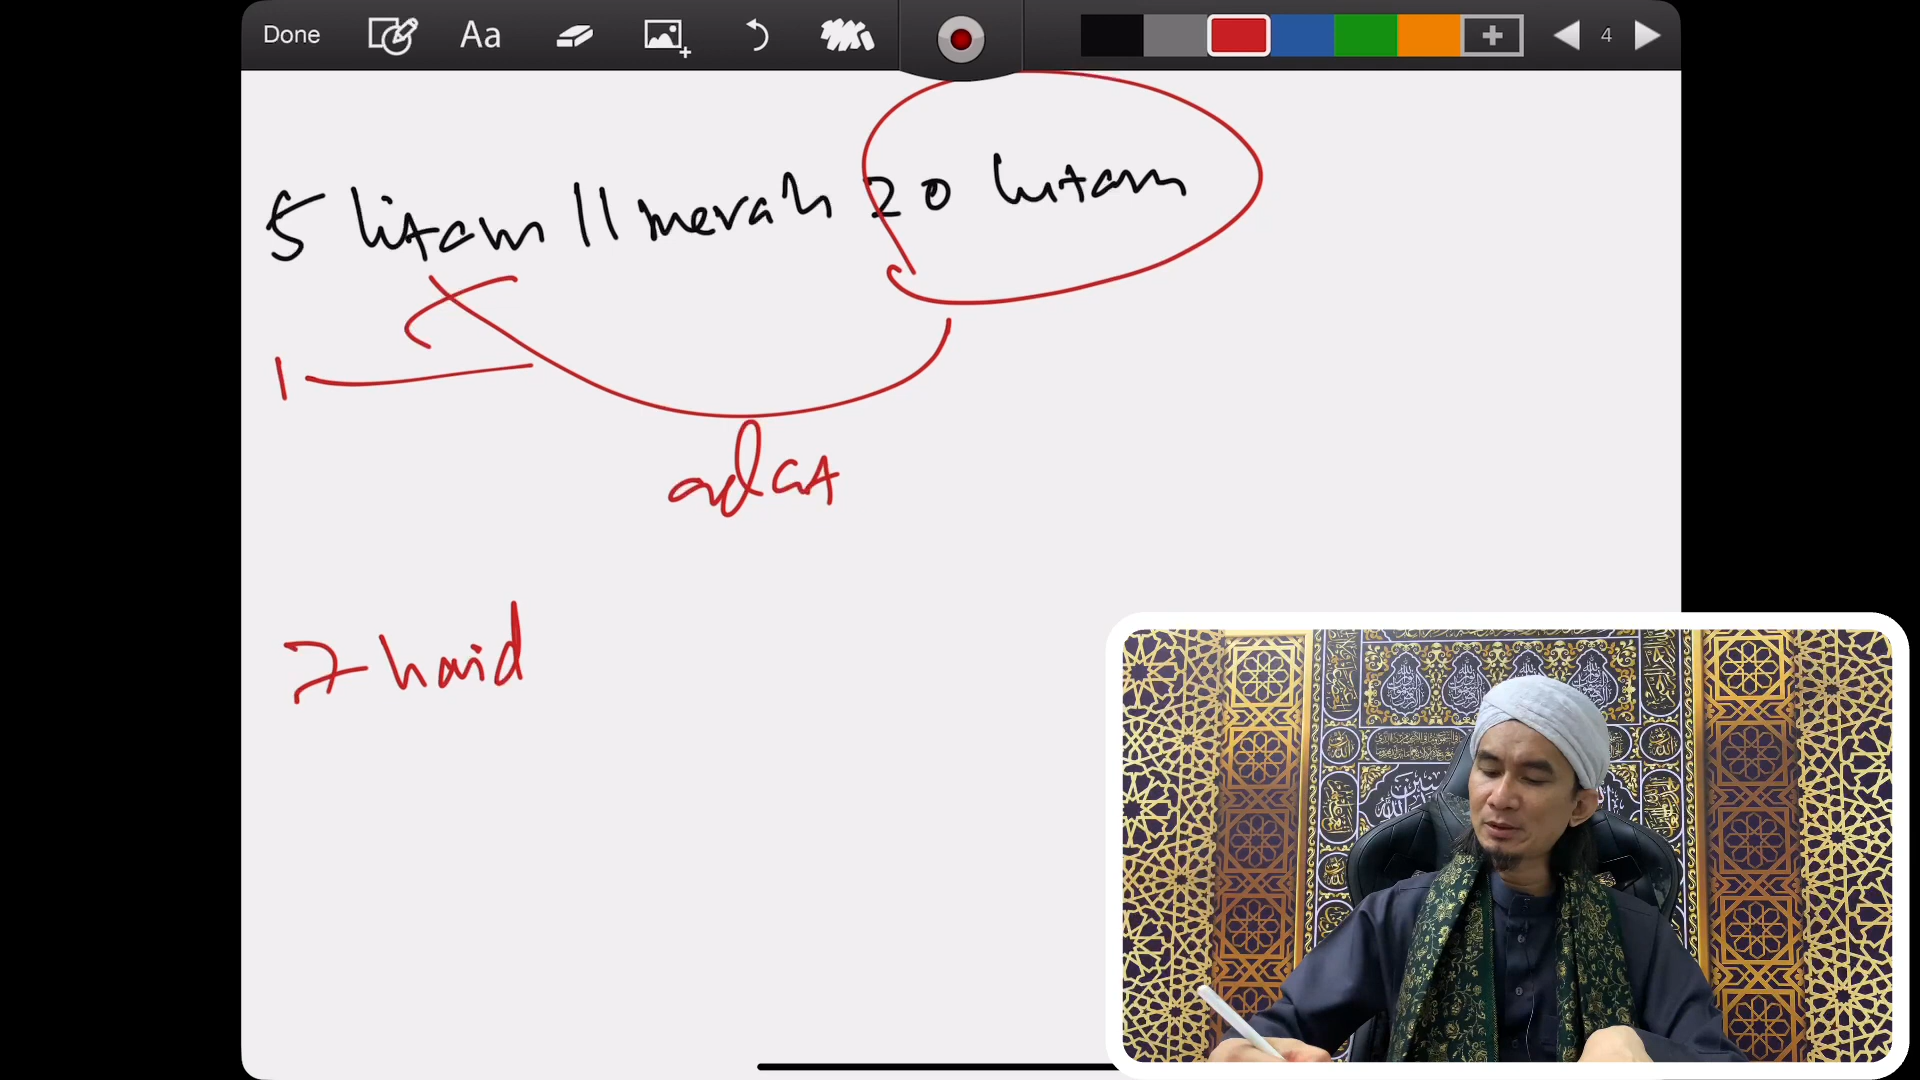 Done Aa 4
5 hitam 11 merah 20 hitam
1
adat
7 haid